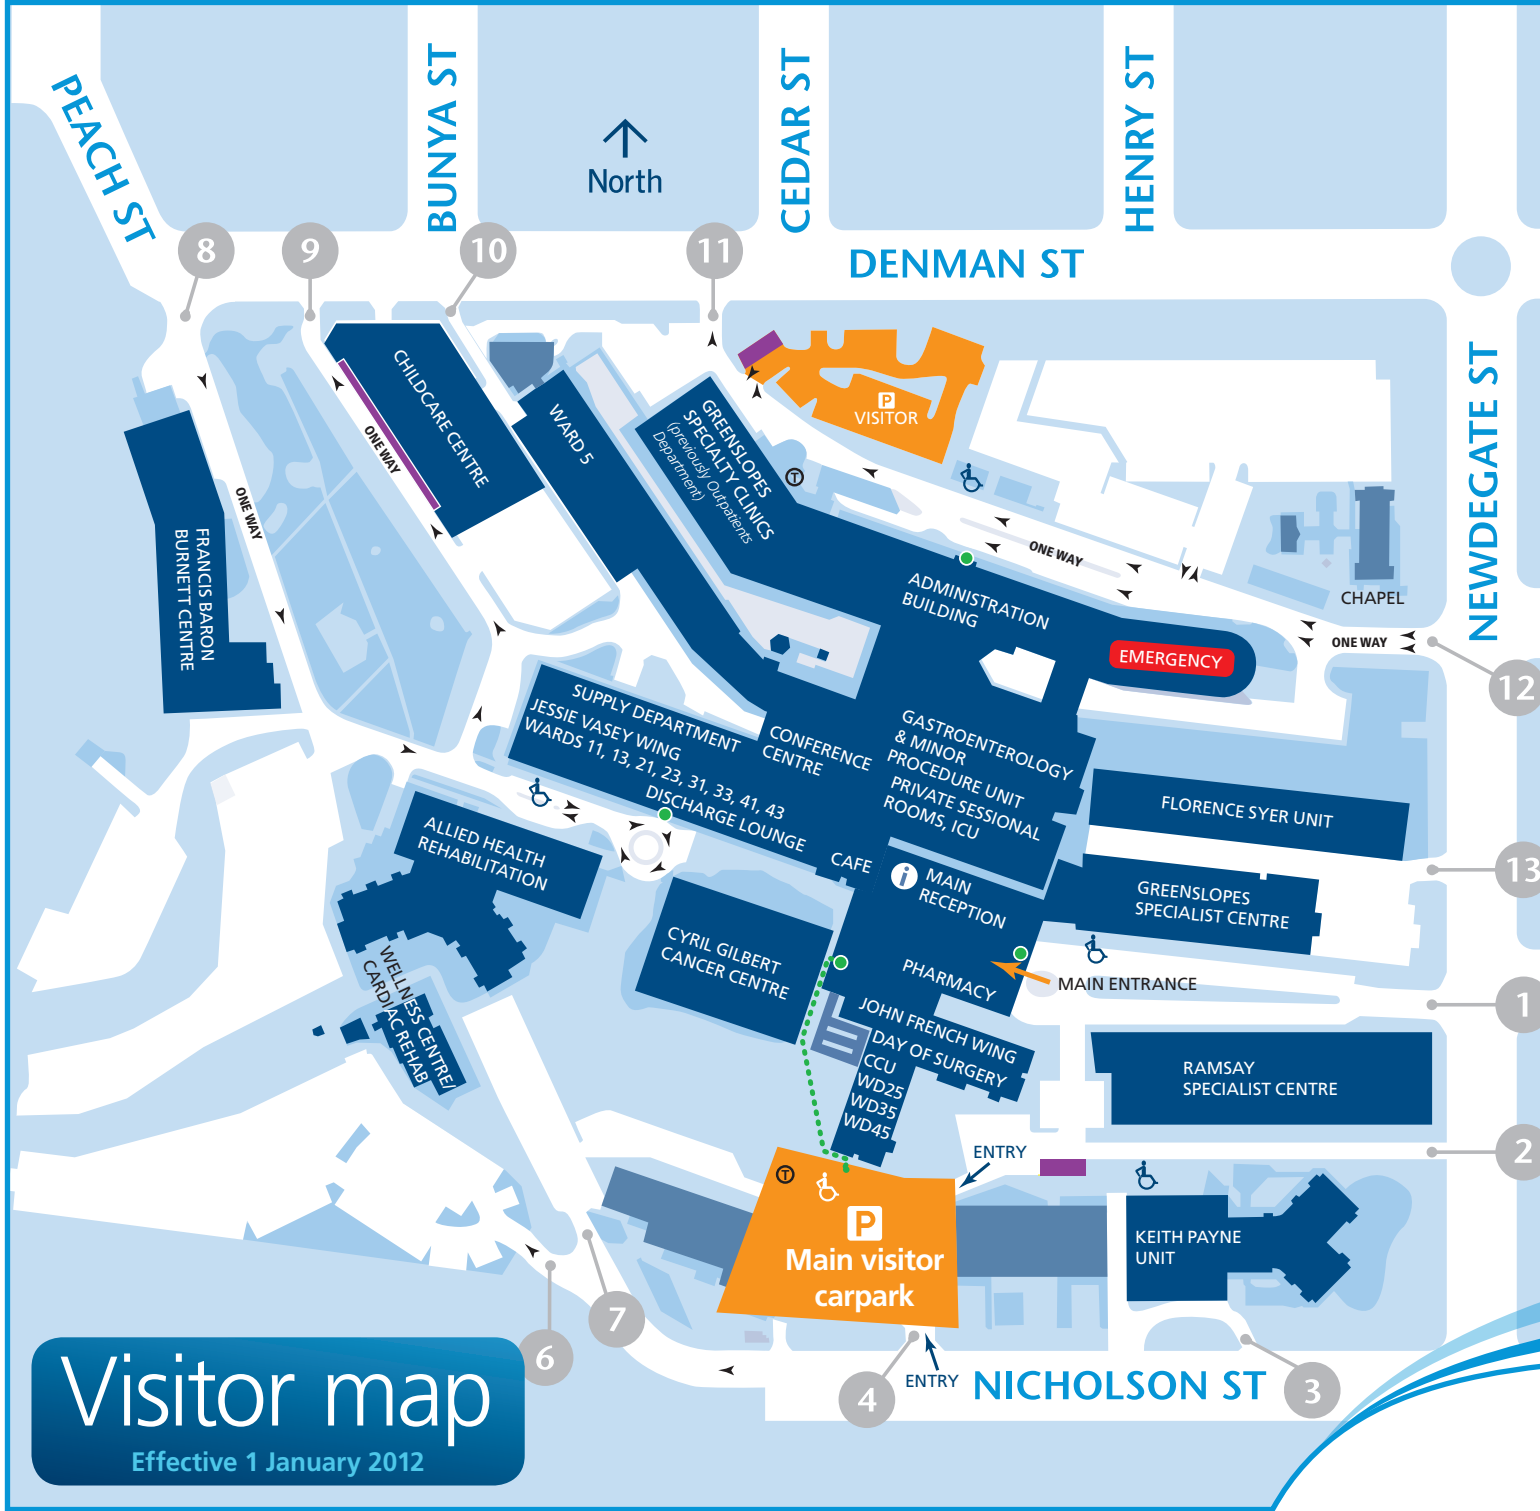 PEACH ST
BUNYA ST
CEDAR ST
HENRY ST
North
8
9
10
11
DENMAN ST
NEWDEGATE ST
CHILDCARE CENTRE
ONE WAY
WARD 5
GREENSLOPES
SPECIALTY CLINICS
(previously Outpatients
Department)
P
VISITOR
T
ONE WAY
FRANCIS BARON
BURNETT CENTRE
ONE WAY
ADMINISTRATION
BUILDING
CHAPEL
EMERGENCY
ONE WAY
12
SUPPLY DEPARTMENT
JESSIE VASEY WING
WARDS 11, 13, 21, 23, 31, 33, 41, 43
DISCHARGE LOUNGE
CONFERENCE
CENTRE
GASTROENTEROLOGY
& MINOR
PROCEDURE UNIT
PRIVATE SESSIONAL
ROOMS, ICU
FLORENCE SYER UNIT
ALLIED HEALTH
REHABILITATION
CAFE
i
MAIN
RECEPTION
GREENSLOPES
SPECIALIST CENTRE
13
CYRIL GILBERT
CANCER CENTRE
PHARMACY
MAIN ENTRANCE
1
WELLNESS CENTRE/
CARDIAC REHAB
JOHN FRENCH WING
DAY OF SURGERY
CCU
WD25
WD35
WD45
RAMSAY
SPECIALIST CENTRE
ENTRY
2
T
P
Main visitor
carpark
KEITH PAYNE
UNIT
7
6
4
ENTRY
NICHOLSON ST
3
Visitor map
Effective 1 January 2012